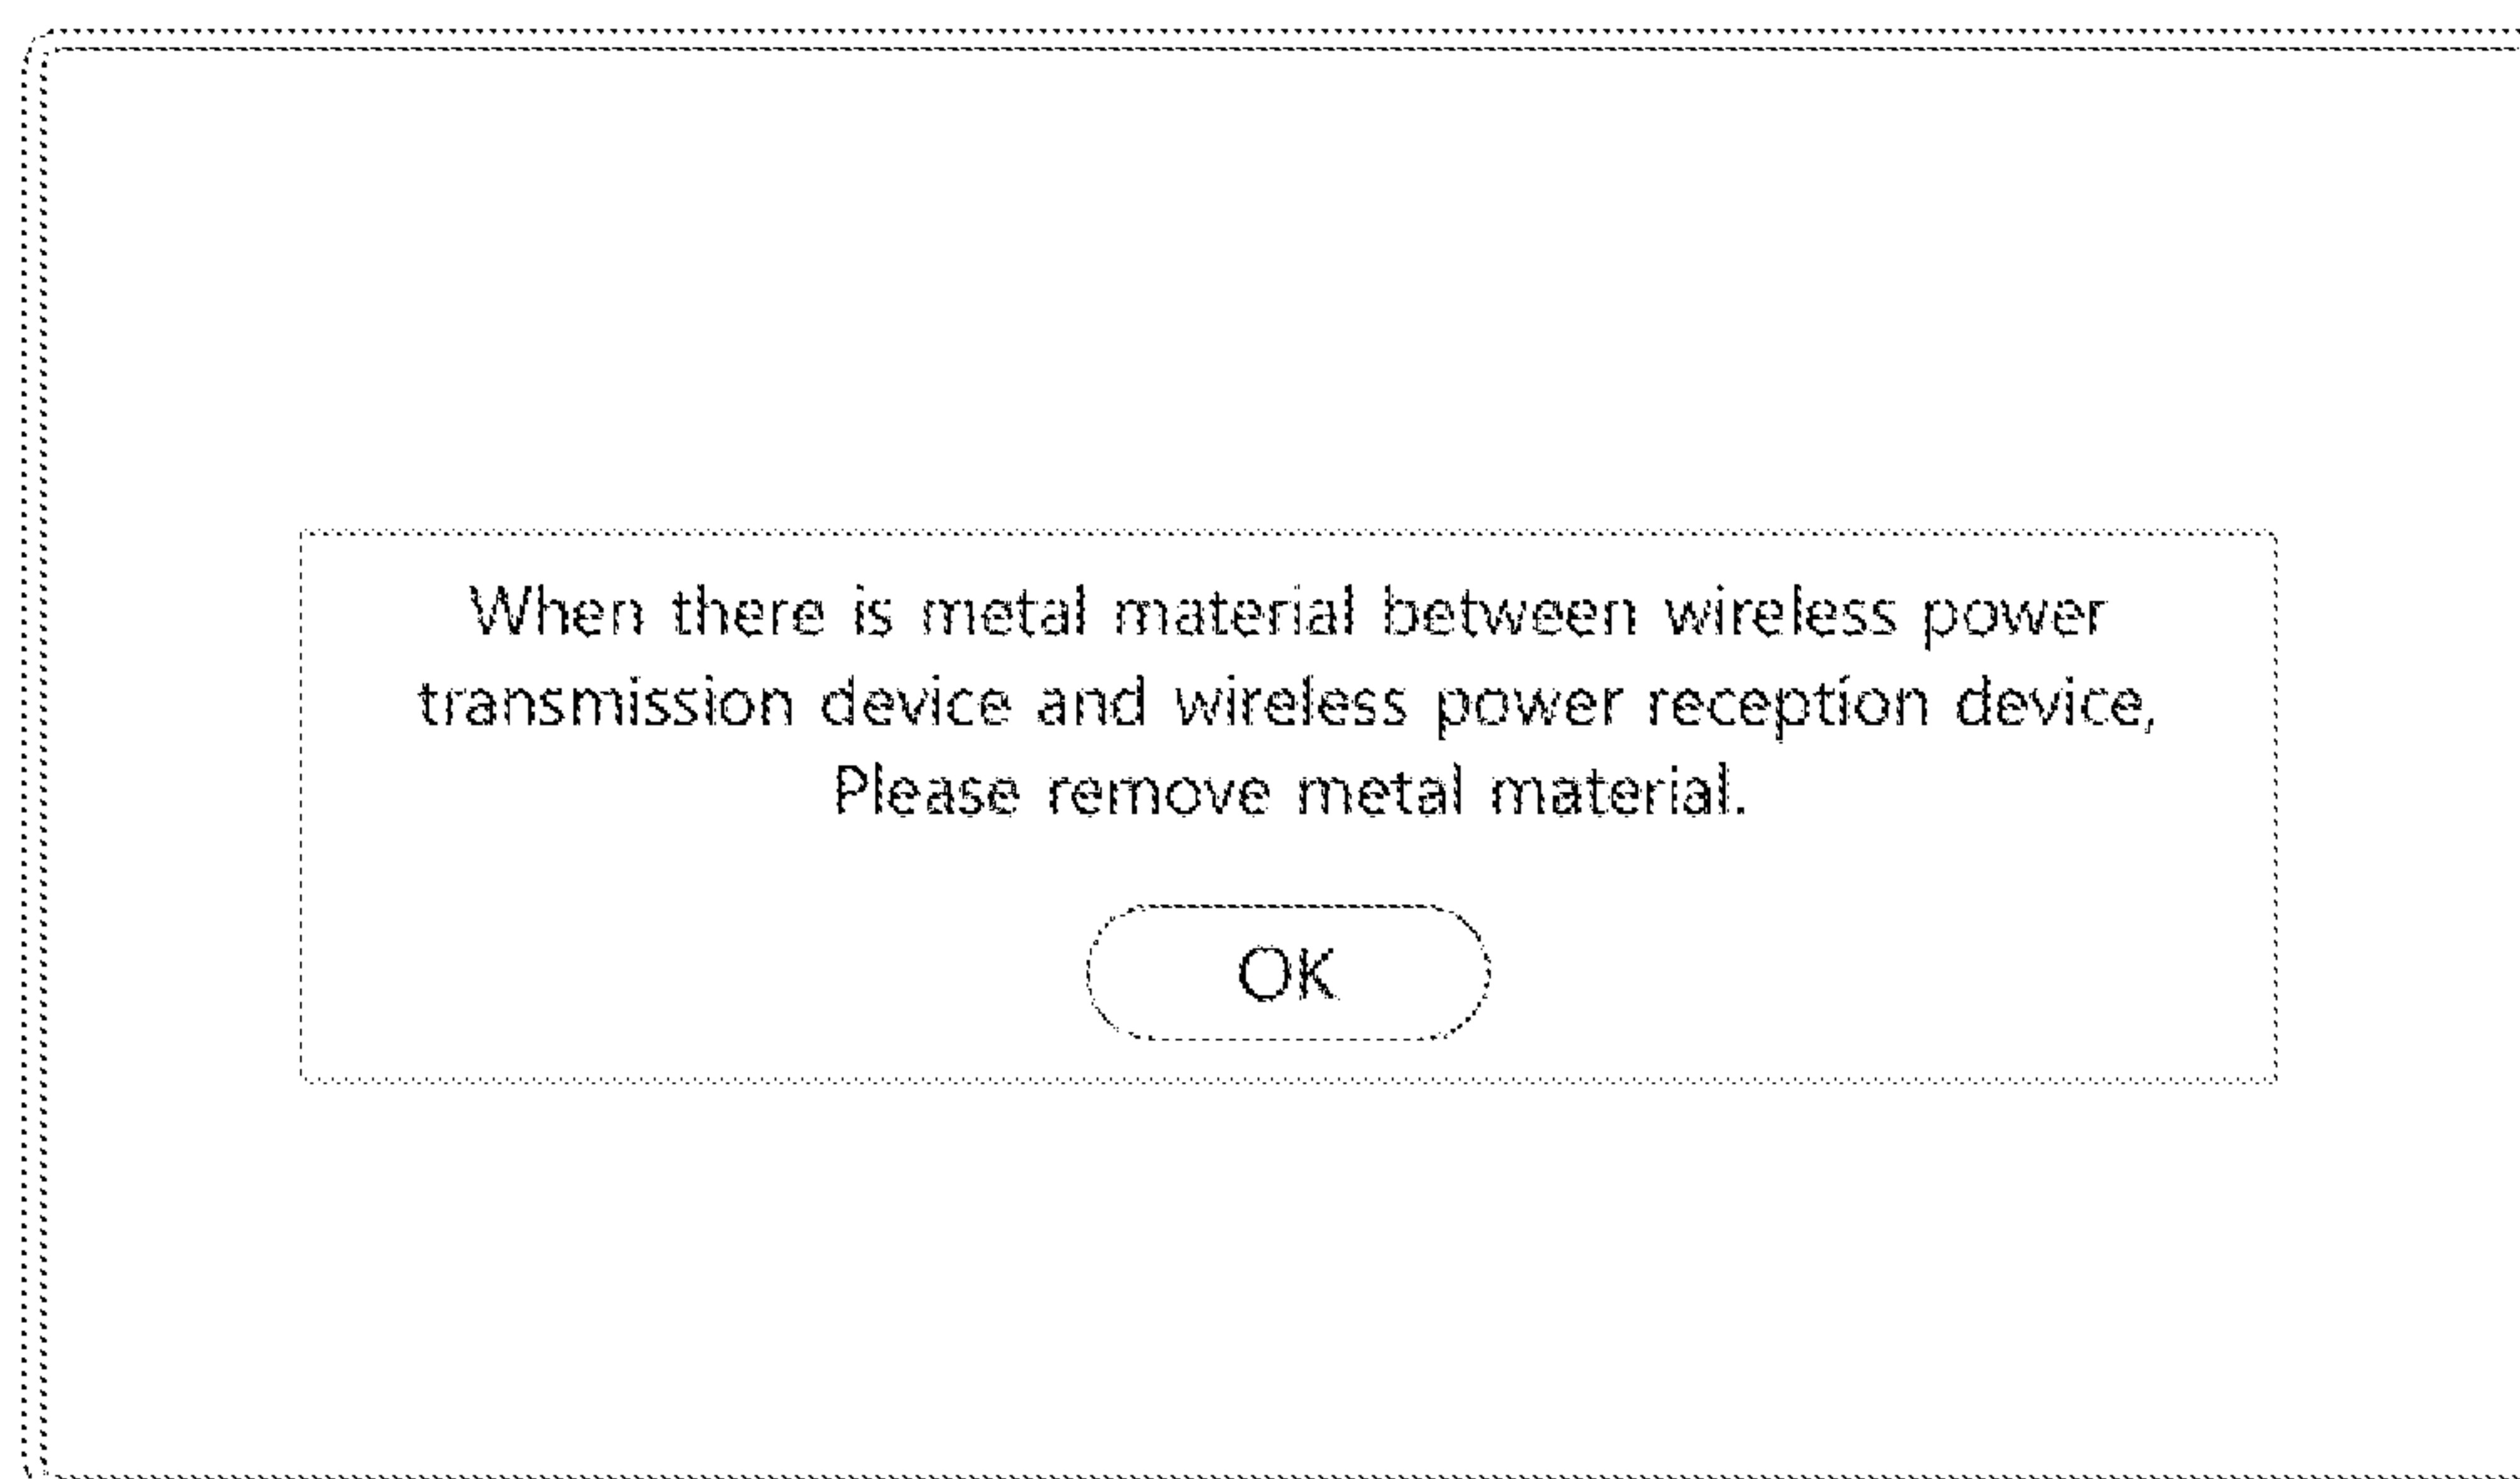 When there is metal material between wireless power
transmission device and wireless power reception device,
Please remove metal material.
OK